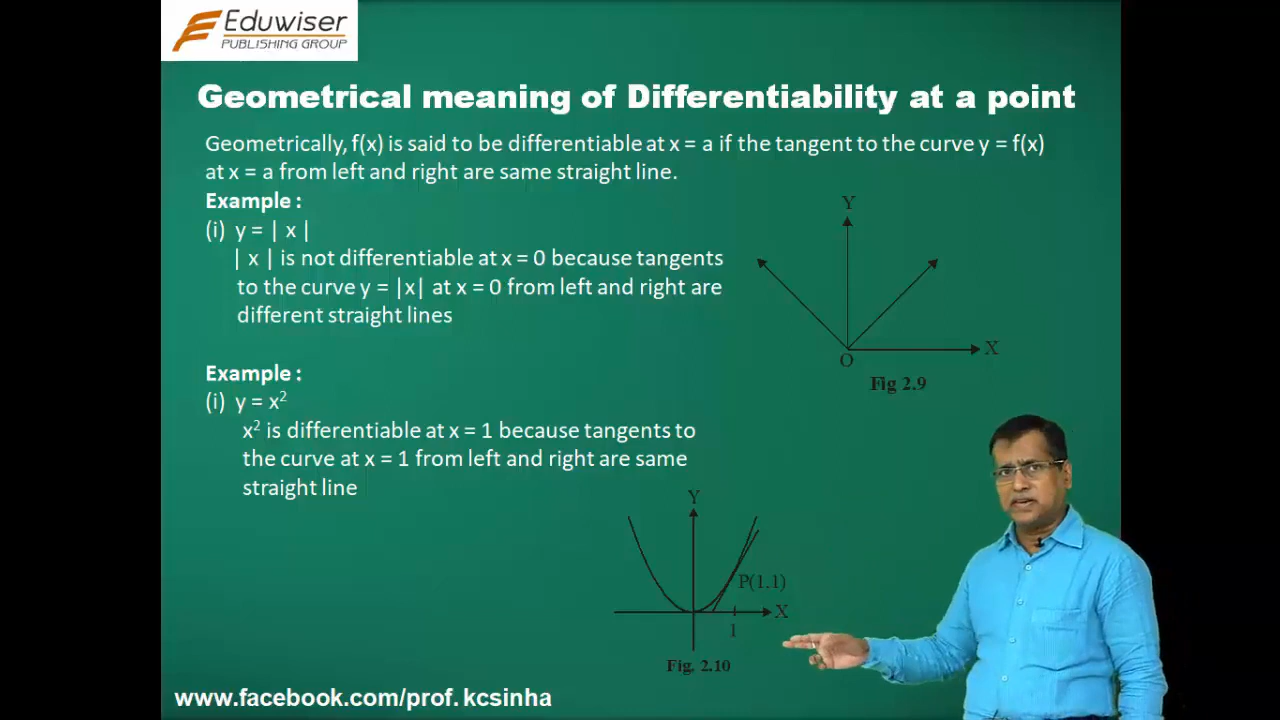 Eduwiser
PUBLISHING GROUP
Geometrical meaning of Differentiability at a point
Geometrically, f(x) is said to be differentiable at x = a if the tangent to the curve y = f(x)
at x = a from left and right are same straight line.
Example :
(i) y = | x |
| x | is not differentiable at x = 0 because tangents
to the curve y = |x| at x = 0 from left and right are
different straight lines
Y
X
O
Fig 2.9
Example :
(i) y = x²
x² is differentiable at x = 1 because tangents to
the curve at x = 1 from left and right are same
straight line
Y
P(1.1)
X
1
Fig. 2.10
www.facebook.com/prof.kcsinha